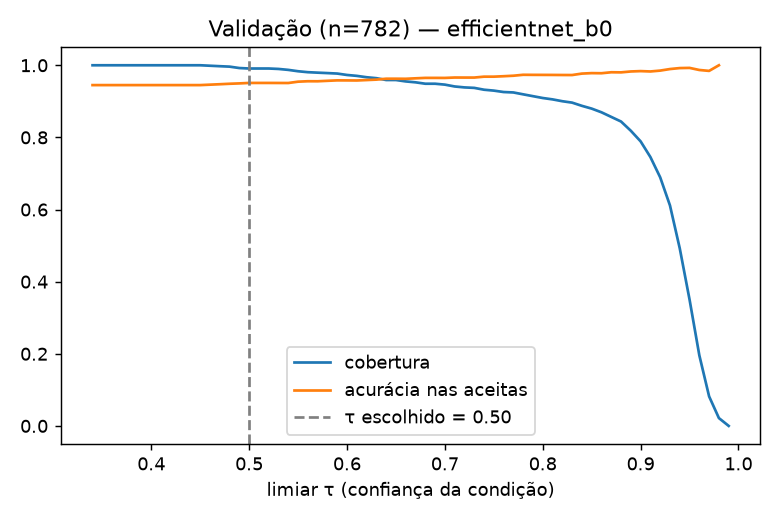 Validação (n=782) — efficientnet_b0
1.0
0.8
0.6
0.4
0.2
0.0
cobertura
acurácia nas aceitas
τ escolhido = 0.50
0.4 0.5 0.6 0.7 0.8 0.9 1.0
limiar τ (confiança da condição)